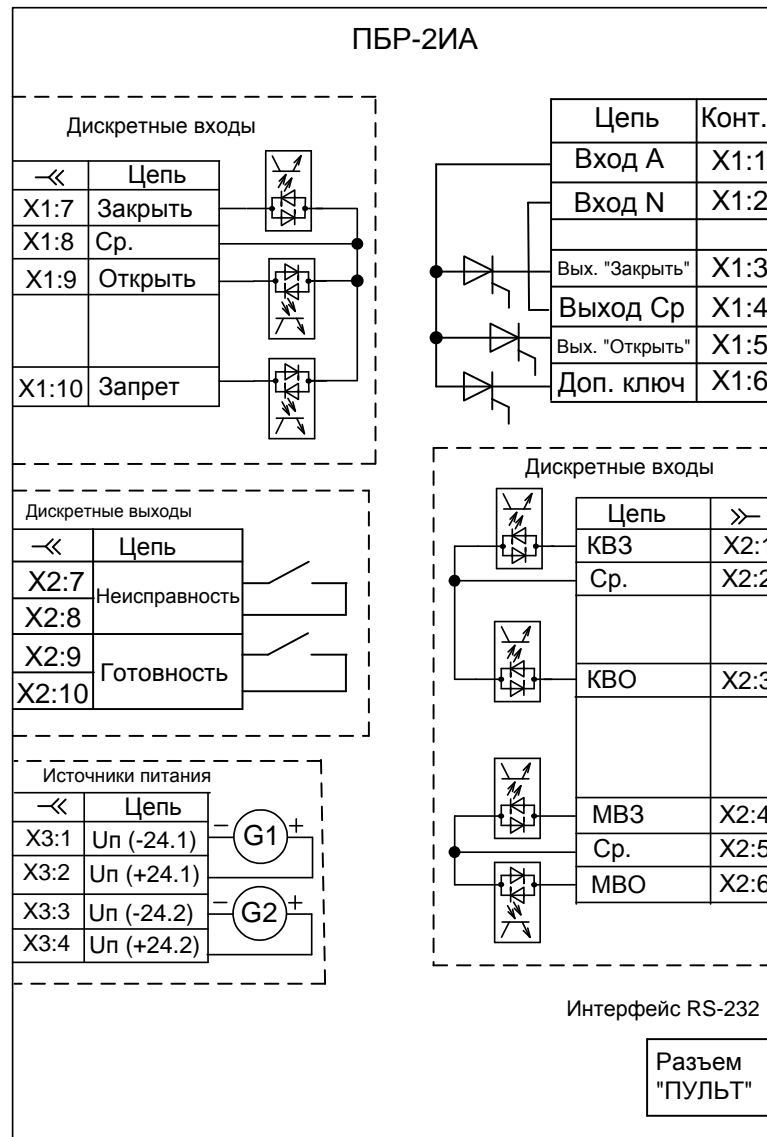 ПБР-2ИА
Дискретные входы
Цепь
X1:7 Закрыть
X1:8 Ср.
X1:9 Открыть
X1:10 Запрет
Дискретные выходы
Цепь
X2:7
X2:8
Неисправность
X2:9
X2:10
Готовность
Источники питания
Цепь
X3:1 Uп (-24.1)
X3:2 Uп (+24.1)
− G1 +
X3:3 Uп (-24.2)
X3:4 Uп (+24.2)
− G2 +
Цепь Конт.
Вход А X1:1
Вход N X1:2
Вых. "Закрыть" X1:3
Выход Ср X1:4
Вых. "Открыть" X1:5
Доп. ключ X1:6
Дискретные входы
Цепь
КВЗ X2:1
Ср. X2:2
КВО X2:3
МВЗ X2:4
Ср. X2:5
МВО X2:6
Интерфейс RS-232
Разъем
"ПУЛЬТ"